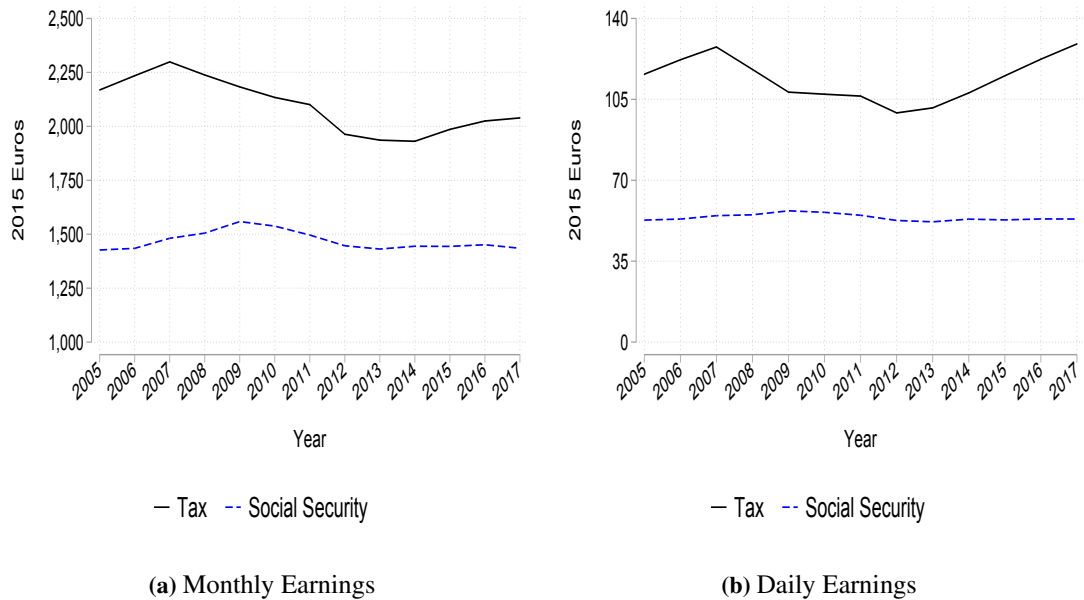 2,500
2,250
2,000
1,750
1,500
1,250
1,000
2015 Euros
2005 2006 2007 2008 2009 2010 2011 2012 2013 2014 2015 2016 2017
Year
Tax Social Security
(a) Monthly Earnings
140
105
70
35
0
2015 Euros
2005 2006 2007 2008 2009 2010 2011 2012 2013 2014 2015 2016 2017
Year
Tax Social Security
(b) Daily Earnings